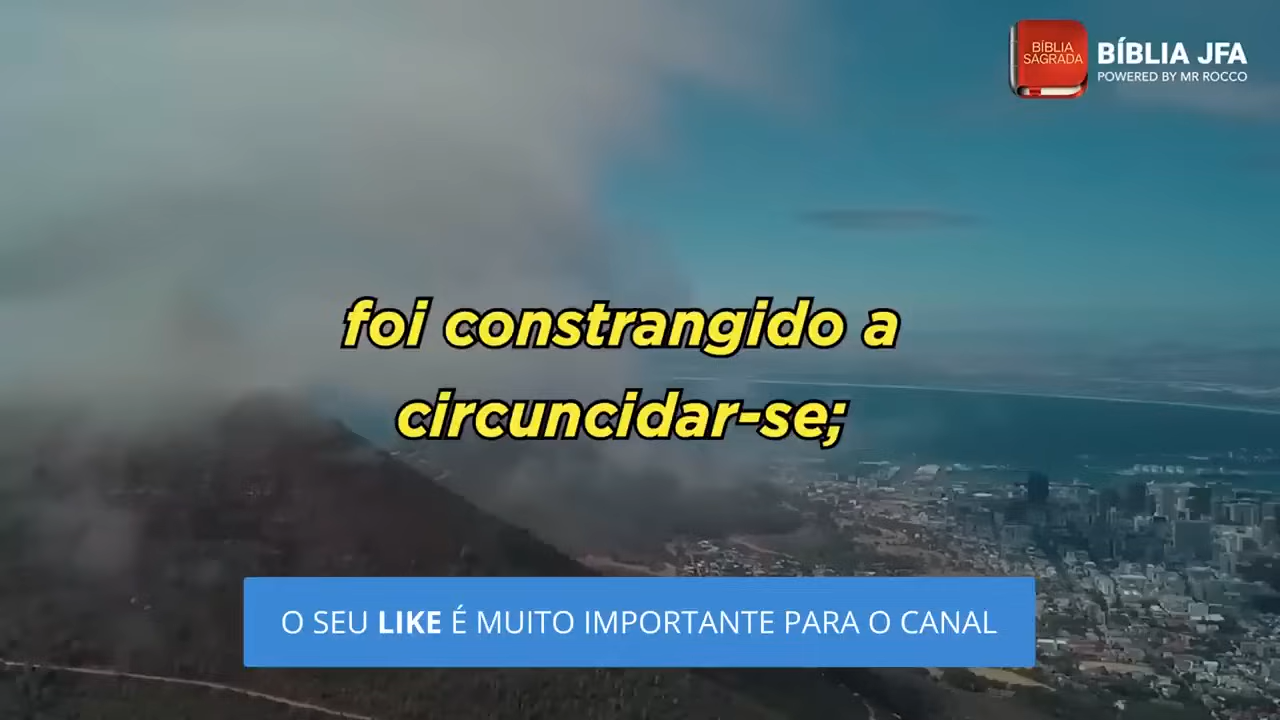 BÍBLIA
SAGRADA
BÍBLIA JFA
POWERED BY MR ROCCO
foi constrangido a
circuncidar-se;
O SEU LIKE É MUITO IMPORTANTE PARA O CANAL